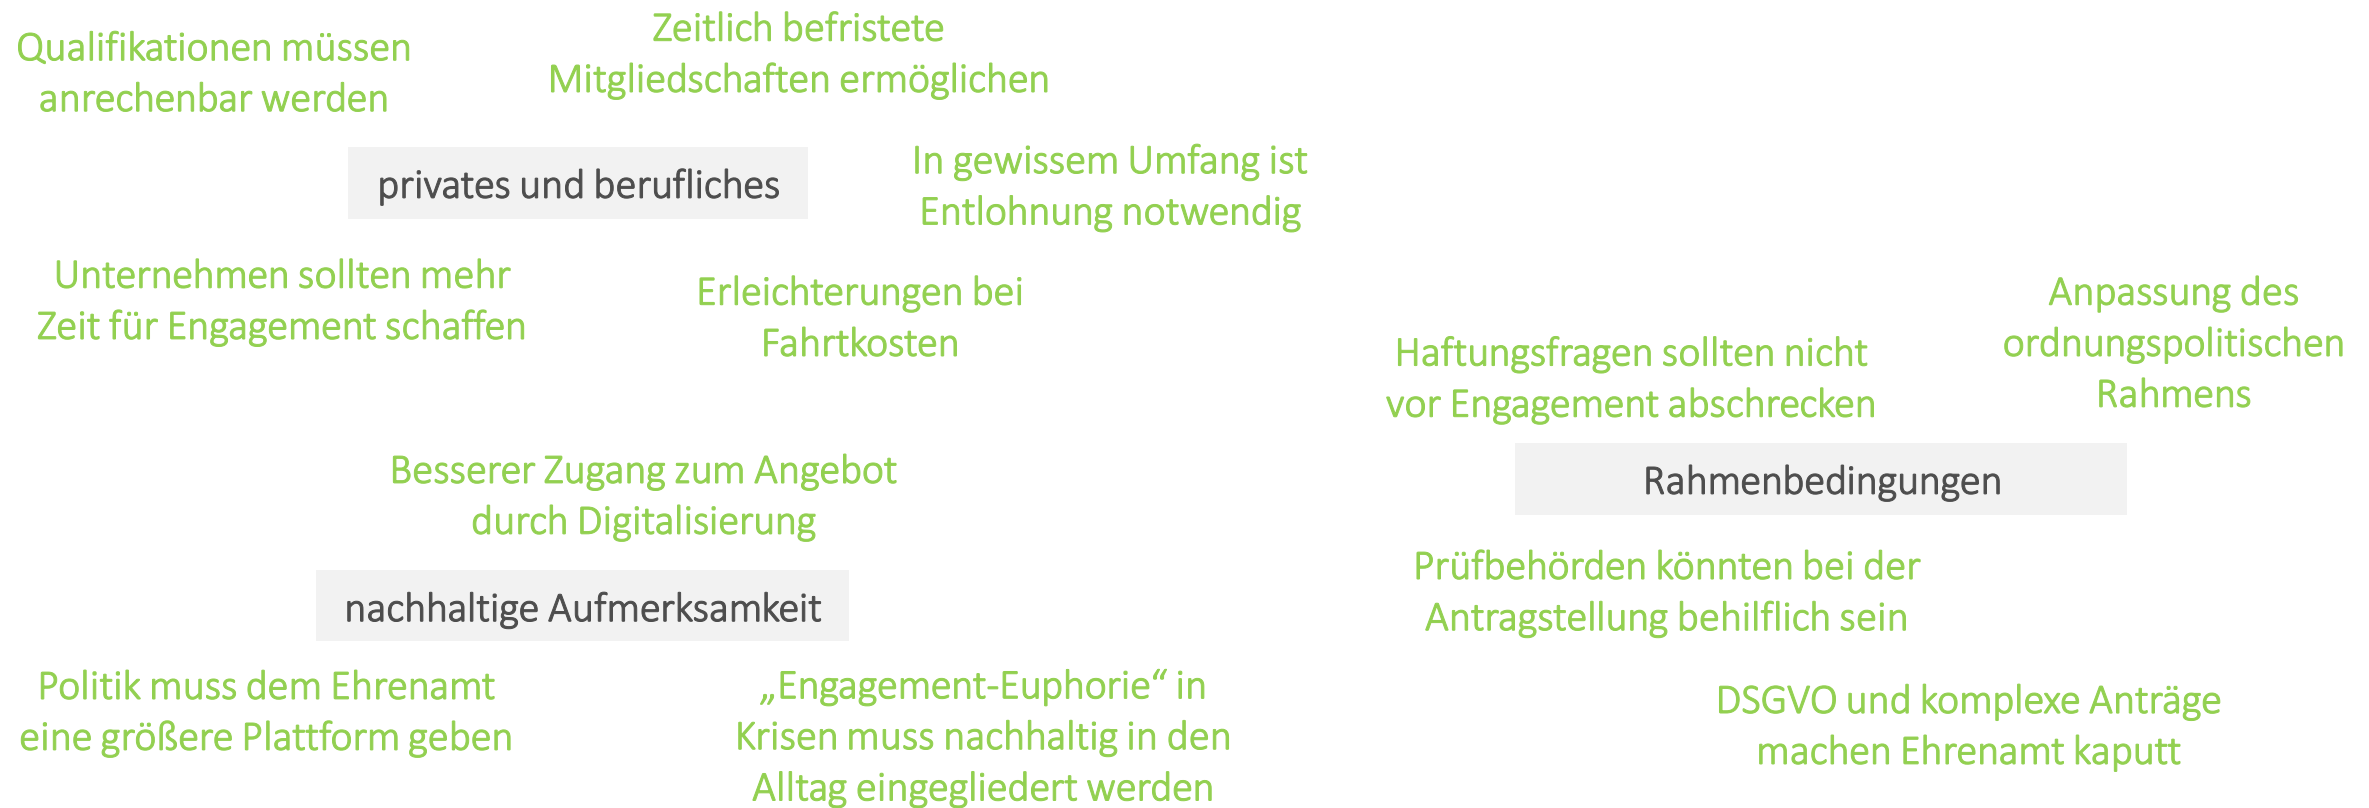 Qualifikationen müssen
anrechenbar werden
Zeitlich befristete
Mitgliedschaften ermöglichen
privates und berufliches
In gewissem Umfang ist
Entlohnung notwendig
Unternehmen sollten mehr
Zeit für Engagement schaffen
Erleichterungen bei
Fahrtkosten
Besserer Zugang zum Angebot
durch Digitalisierung
nachhaltige Aufmerksamkeit
Politik muss dem Ehrenamt
eine größere Plattform geben
„Engagement-Euphorie“ in
Krisen muss nachhaltig in den
Alltag eingegliedert werden
Haftungsfragen sollten nicht
vor Engagement abschrecken
Anpassung des
ordnungspolitischen
Rahmens
Rahmenbedingungen
Prüfbehörden könnten bei der
Antragstellung behilflich sein
DSGVO und komplexe Anträge
machen Ehrenamt kaputt